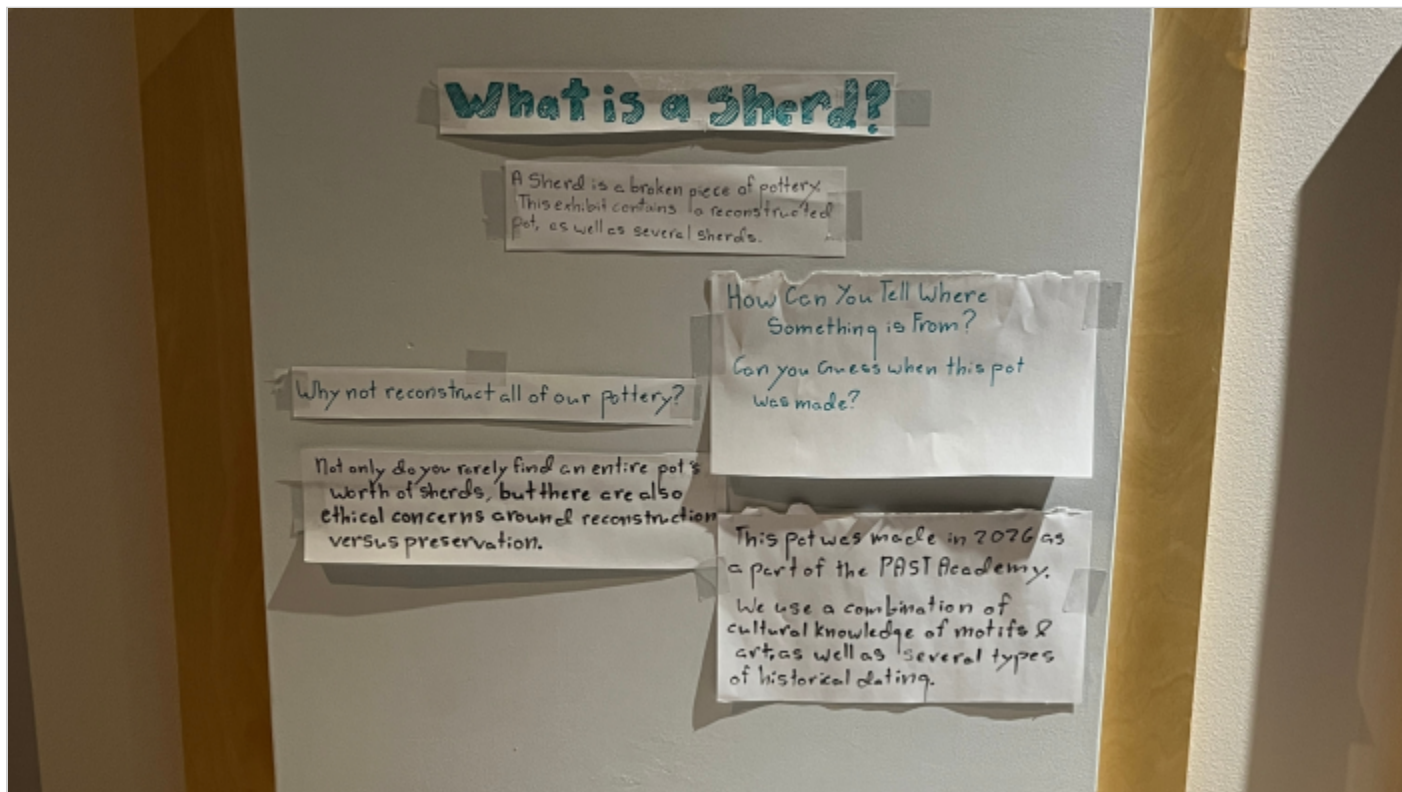 What is a Sherd?
A Sherd is a broken piece of pottery.
This exhibit contains a reconstructed
pot, as well as several sherds.
How Can You Tell Where
Something is From?
Can you Guess when this pot
was made?
Why not reconstruct all of our pottery?
Not only do you rarely find an entire pot's
worth of sherds, but there are also
ethical concerns around reconstruction
versus preservation.
This pot was made in 2026 as
a part of the PAST Academy.
We use a combination of
cultural knowledge of motifs &
art, as well as several types
of historical dating.